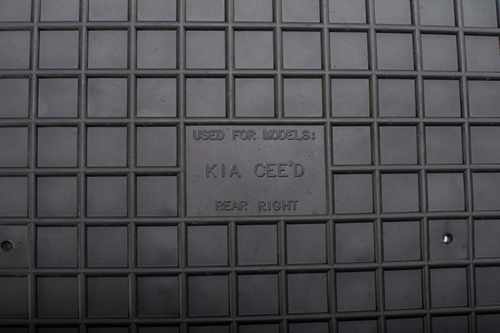 USED FOR MODELS:
KIA CEE'D
REAR RIGHT